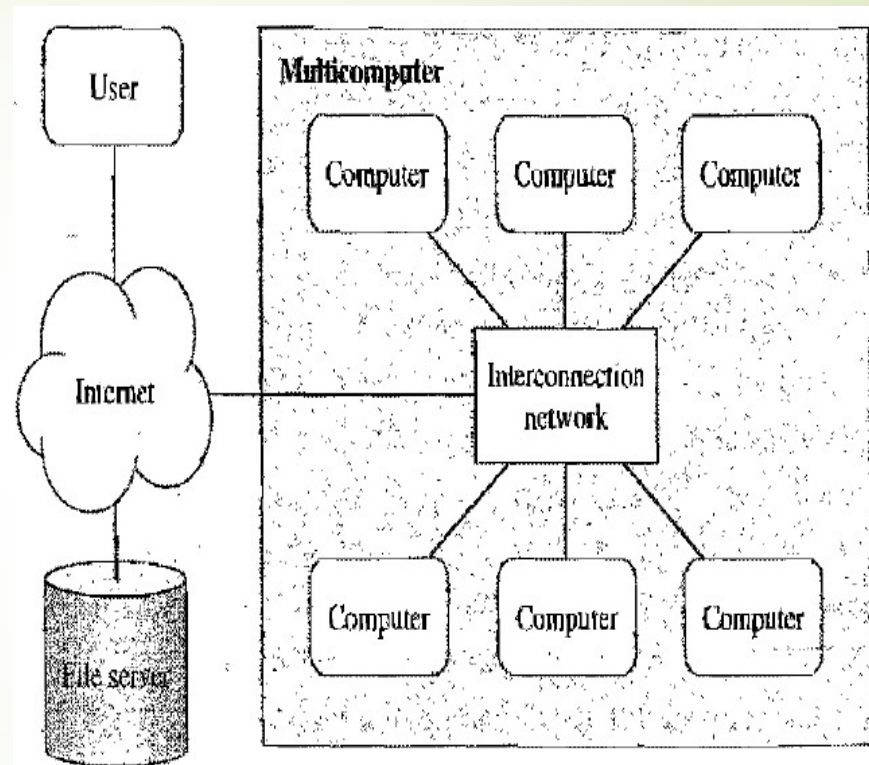 User
Multicomputer
Computer
Computer
Computer
Internet
Interconnection
network
Computer
Computer
Computer
File server